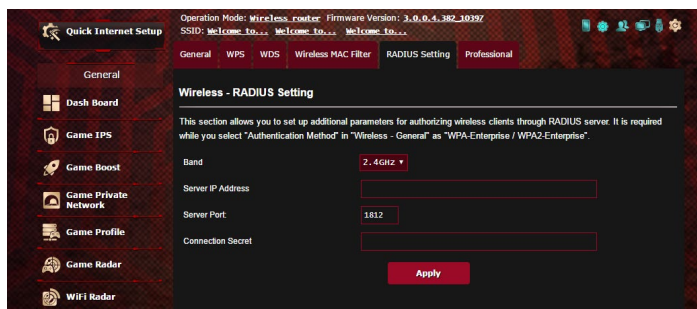 Quick Internet Setup
Operation Mode: Wireless router Firmware Version: 3.0.0.4.382_10397
SSID: Welcome to... Welcome to... Welcome to...
General WPS WDS Wireless MAC Filter RADIUS Setting Professional
General
Dash Board
Game IPS
Game Boost
Game Private
Network
Game Profile
Game Radar
WiFi Radar
Wireless - RADIUS Setting
This section allows you to set up additional parameters for authorizing wireless clients through RADIUS server. It is required
while you select "Authentication Method" in "Wireless - General" as "WPA-Enterprise / WPA2-Enterprise".
Band 2.4GHz
Server IP Address
Server Port: 1812
Connection Secret
Apply